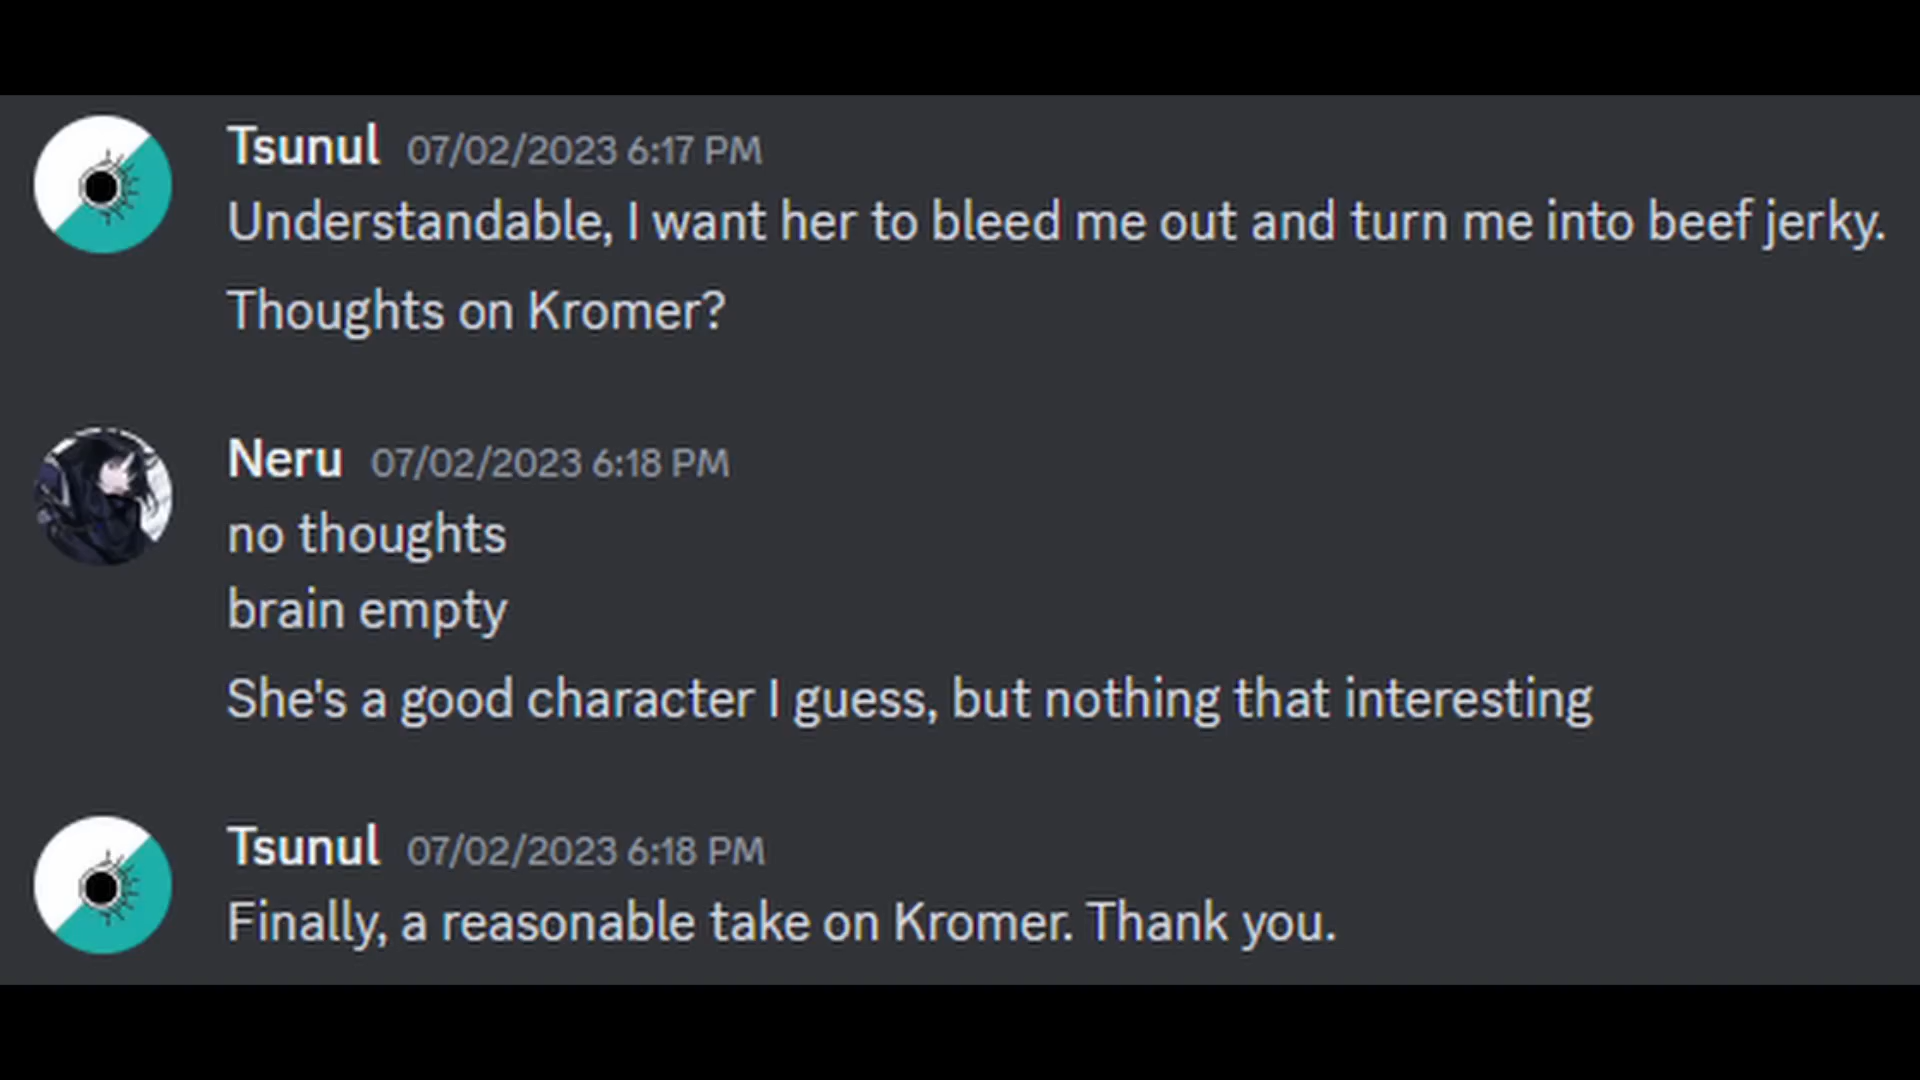 Tsunul 07/02/2023 6:17 PM
Understandable, I want her to bleed me out and turn me into beef jerky.
Thoughts on Kromer?
Neru 07/02/2023 6:18 PM
no thoughts
brain empty
She's a good character I guess, but nothing that interesting
Tsunul 07/02/2023 6:18 PM
Finally, a reasonable take on Kromer. Thank you.